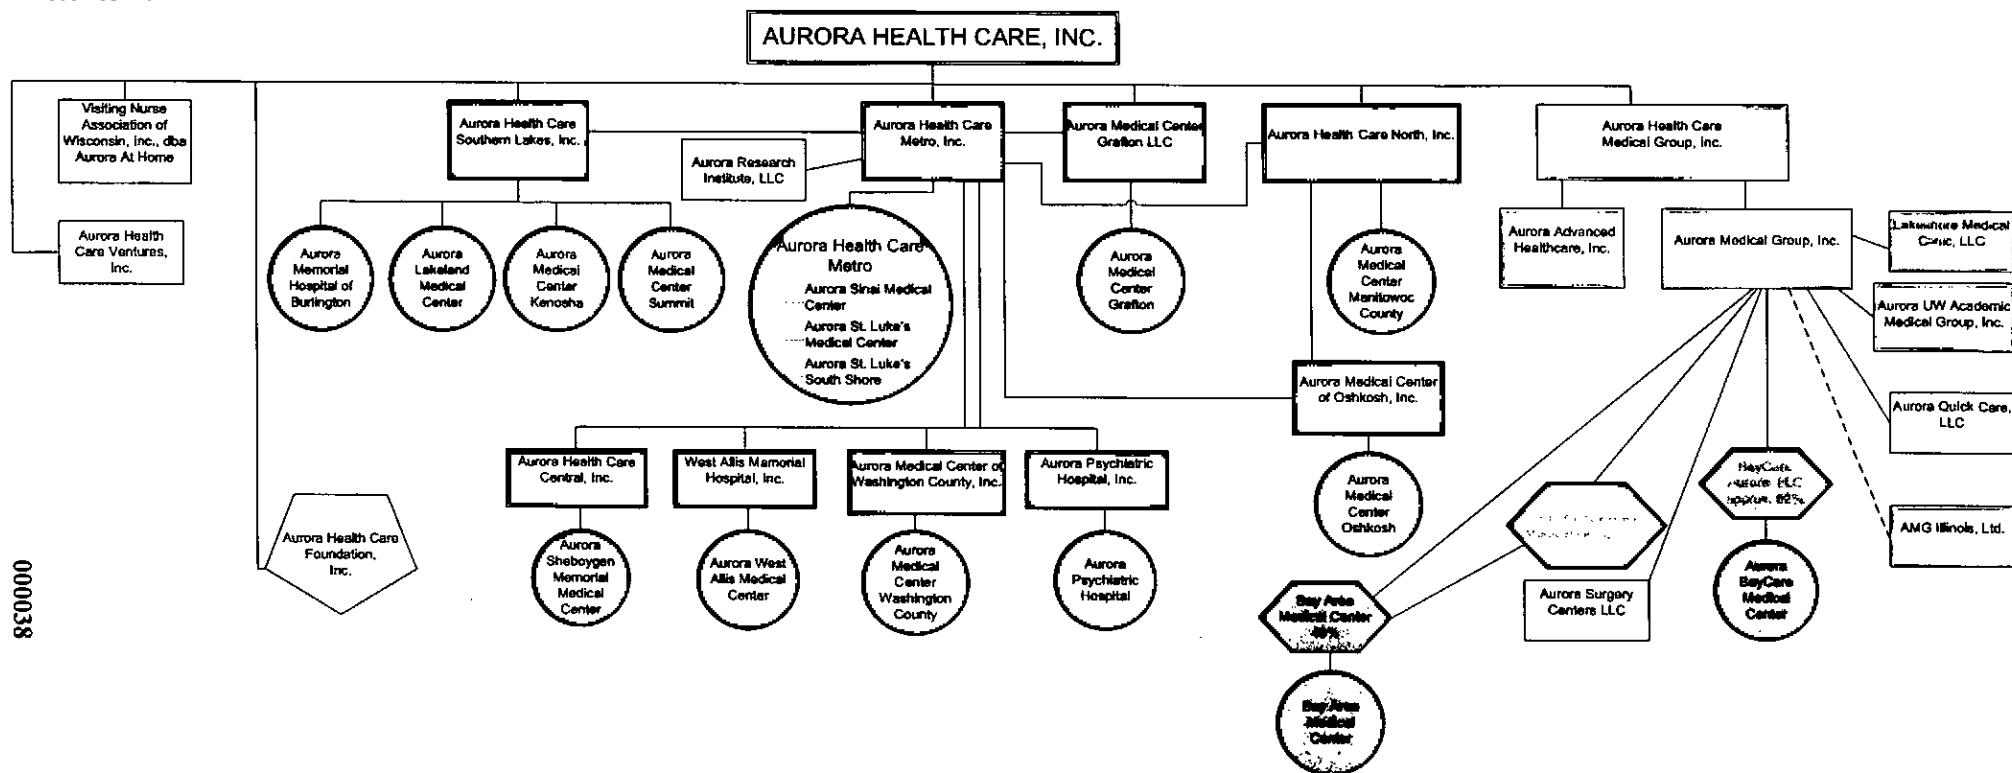 AURORA HEALTH CARE, INC.
Visiting Nurse
Association of
Wisconsin, Inc., dba
Aurora At Home
Aurora Health
Care Ventures,
Inc.
Aurora Health Care
Southern Lakes, Inc.
Aurora Research
Institute, LLC
Aurora Health Care
Metro, Inc.
Aurora Medical Center
Grafton LLC
Aurora Health Care North, Inc.
Aurora Health Care
Medical Group, Inc.
Aurora
Memorial
Hospital of
Burlington
Aurora
Lakeland
Medical
Center
Aurora
Medical
Center
Kenosha
Aurora
Medical
Center
Summit
Aurora Health Care
Metro
Aurora Sinai Medical
Center
Aurora St. Luke's
Medical Center
Aurora St. Luke's
South Shore
Aurora
Medical
Center
Grafton
Aurora
Medical
Center
Manitowoc
County
Aurora Advanced
Healthcare, Inc.
Aurora Medical Group, Inc.
Lakeshore Medical
Clinic, LLC
Aurora UW Academic
Medical Group, Inc.
Aurora Quick Care,
LLC
AMG Illinois, Ltd.
Aurora Medical Center
of Oshkosh, Inc.
Aurora
Medical
Center
Oshkosh
Aurora Health Care
Central, Inc.
West Allis Memorial
Hospital, Inc.
Aurora Medical Center of
Washington County, Inc.
Aurora Psychiatric
Hospital, Inc.
Aurora
Sheboygan
Memorial
Medical
Center
Aurora West
Allis Medical
Center
Aurora
Medical
Center
Washington
County
Aurora
Psychiatric
Hospital
Aurora Health Care
Foundation,
Inc.
Bay Area
Medical Center
Bay Area
Medical
Center
Aurora Surgery
Centers LLC
BayCare
Aurora
Aurora
BayCare
Medical
Center
000038